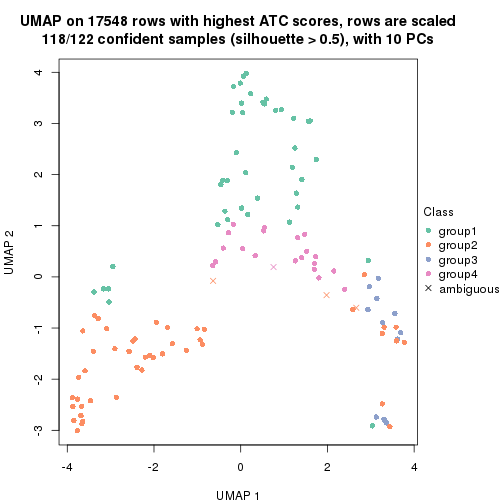 UMAP on 17548 rows with highest ATC scores, rows are scaled
118/122 confident samples (silhouette > 0.5), with 10 PCs
4
3
2
1
0
-1
-2
-3
UMAP 2
-4
-2
0
2
4
UMAP 1
Class
group1
group2
group3
group4
ambiguous